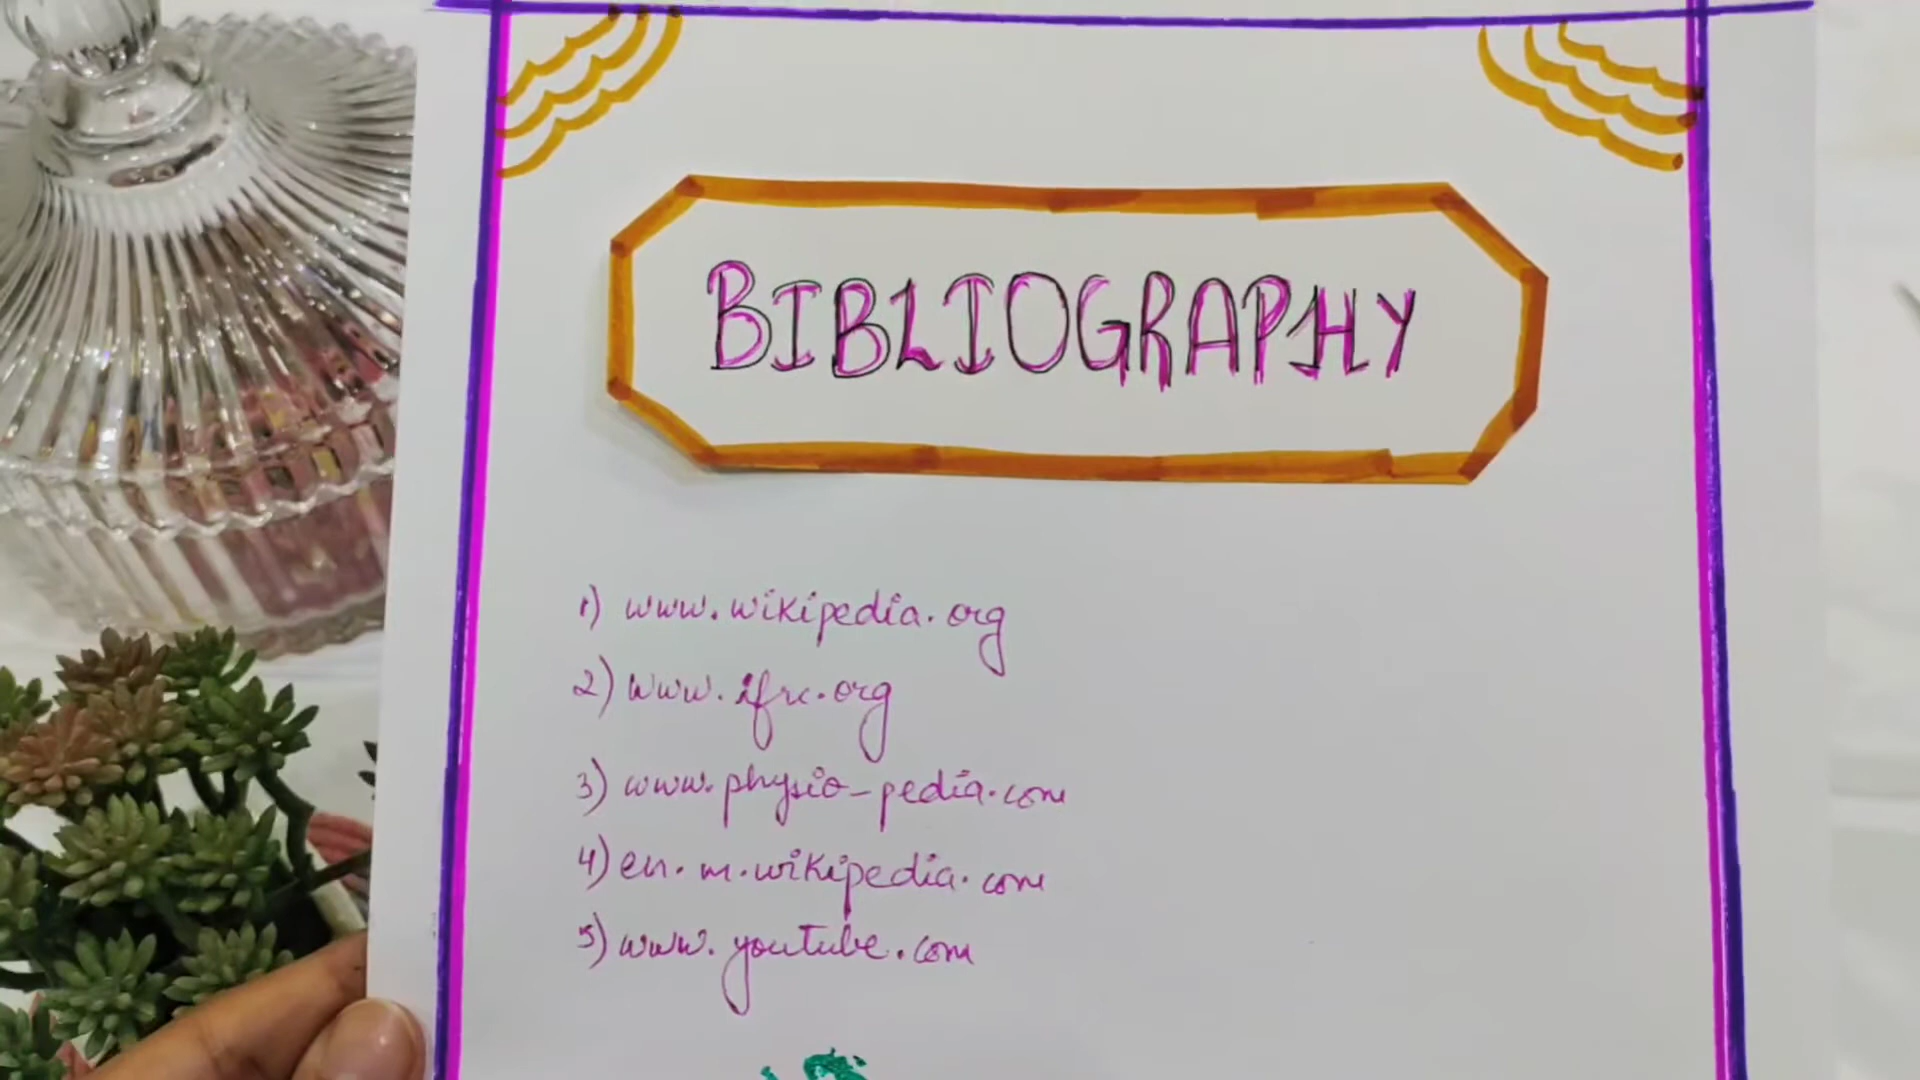 BIBLIOGRAPHY
1) www.wikipedia.org
2) www.ifrc.org
3) www.physio-pedia.com
4) en.m.wikipedia.com
5) www.youtube.com